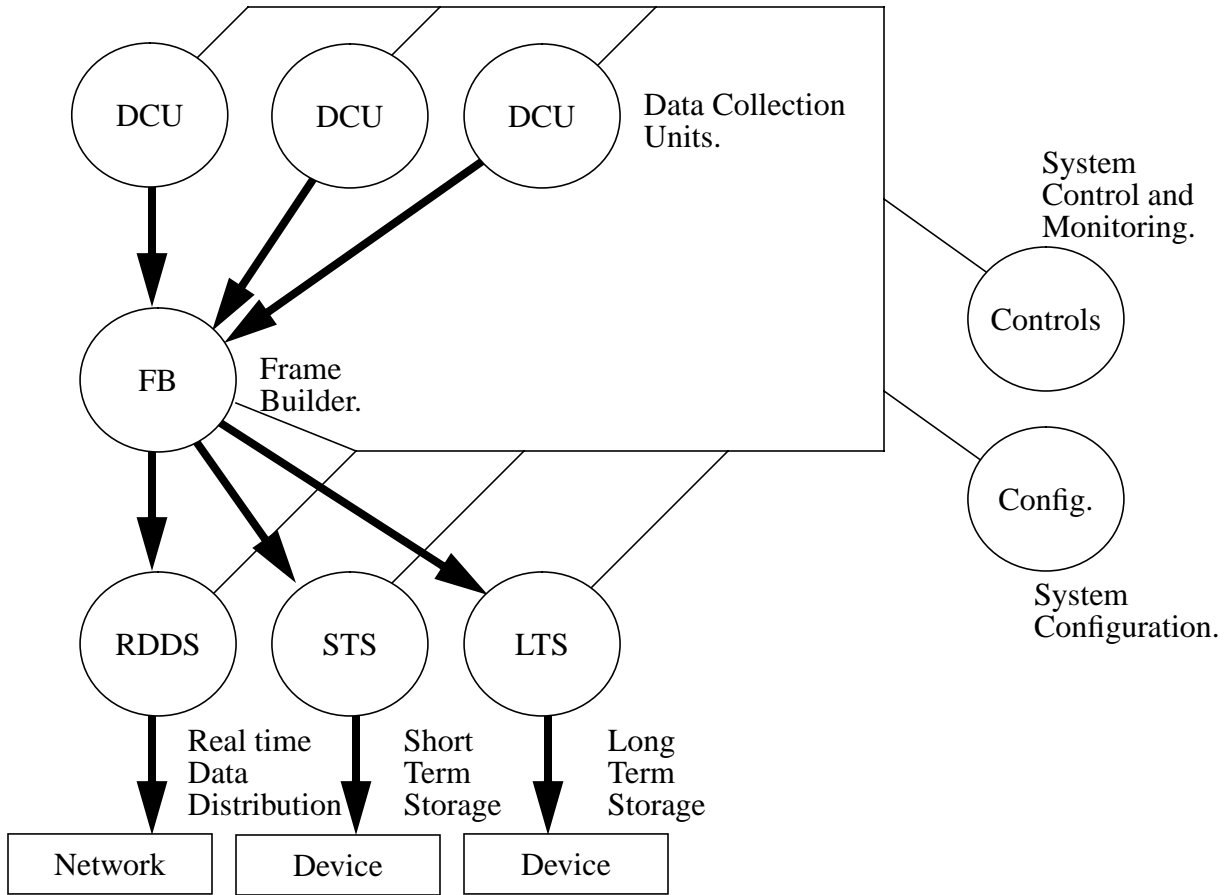 DCU
DCU
DCU
Data Collection
Units.
System
Control and
Monitoring.
Controls
FB
Frame
Builder.
Config.
System
Configuration.
RDDS
STS
LTS
Real time
Data
Distribution
Short
Term
Storage
Long
Term
Storage
Network
Device
Device